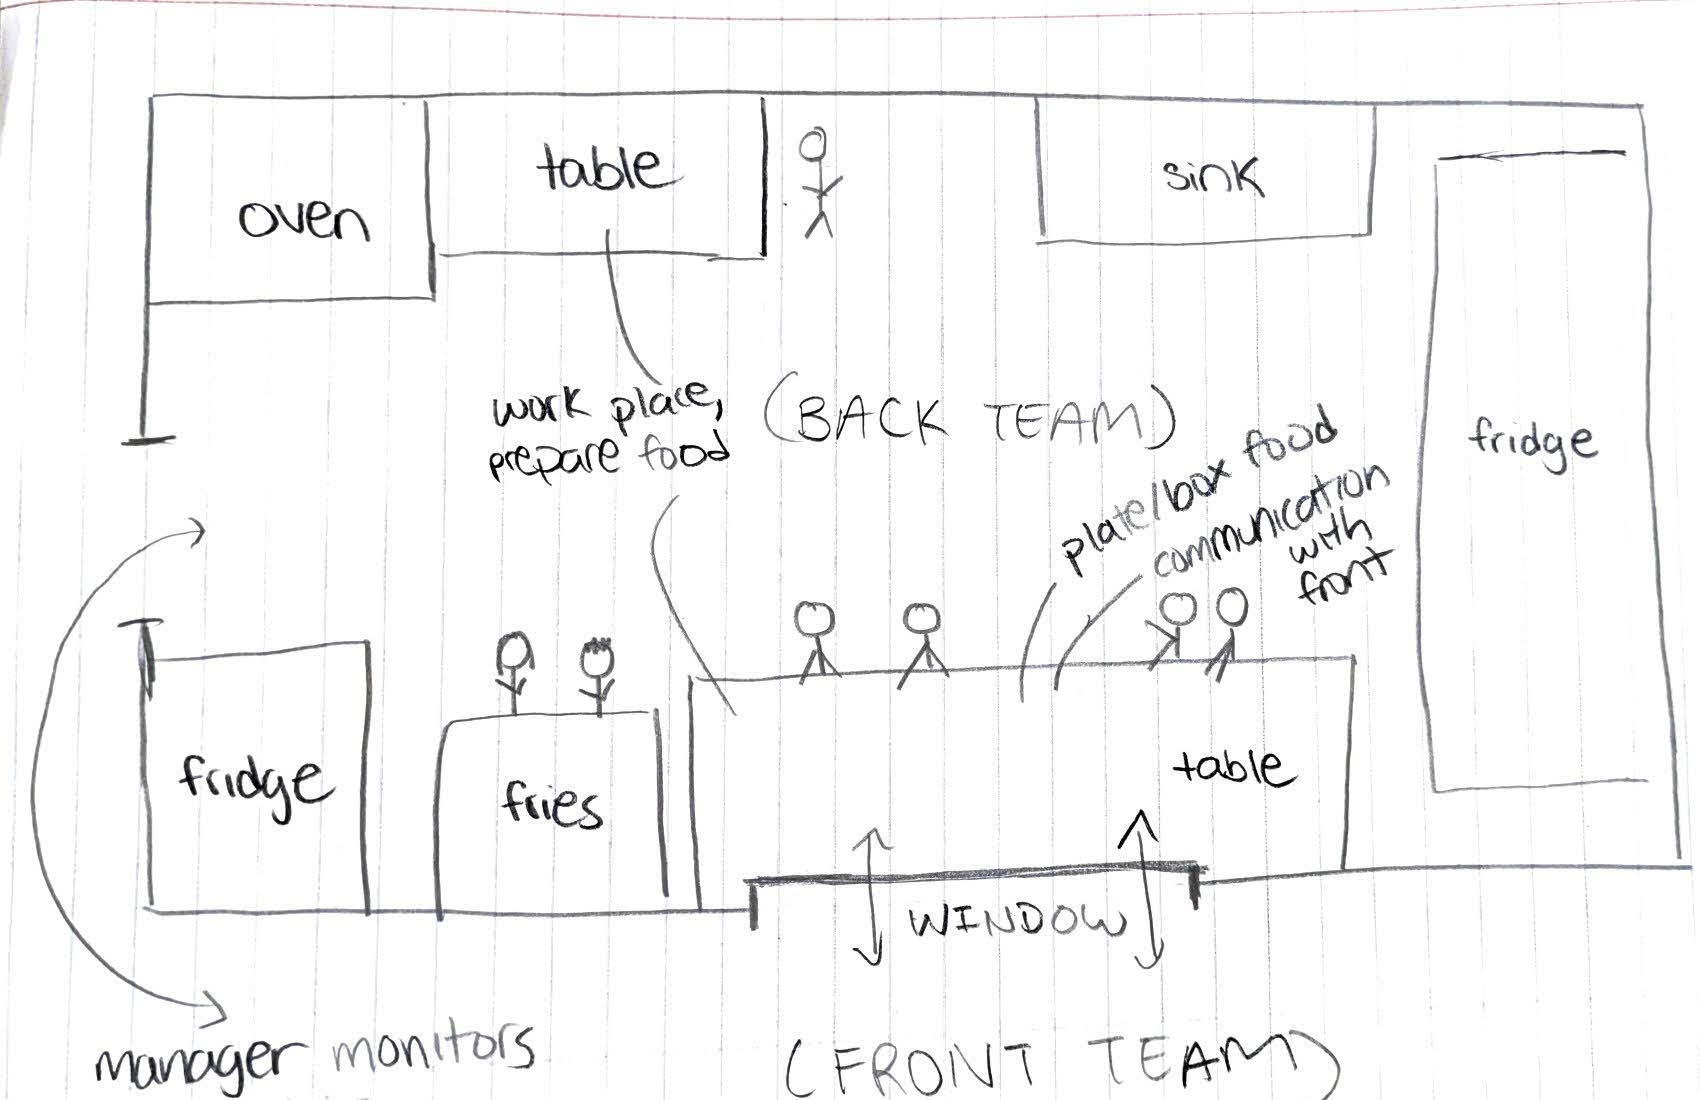 oven
table
sink
work place,
prepare food
(BACK TEAM)
plate/box food
communication
with
front
fridge
fridge
fries
table
WINDOW
manager monitors
(FRONT TEAM)